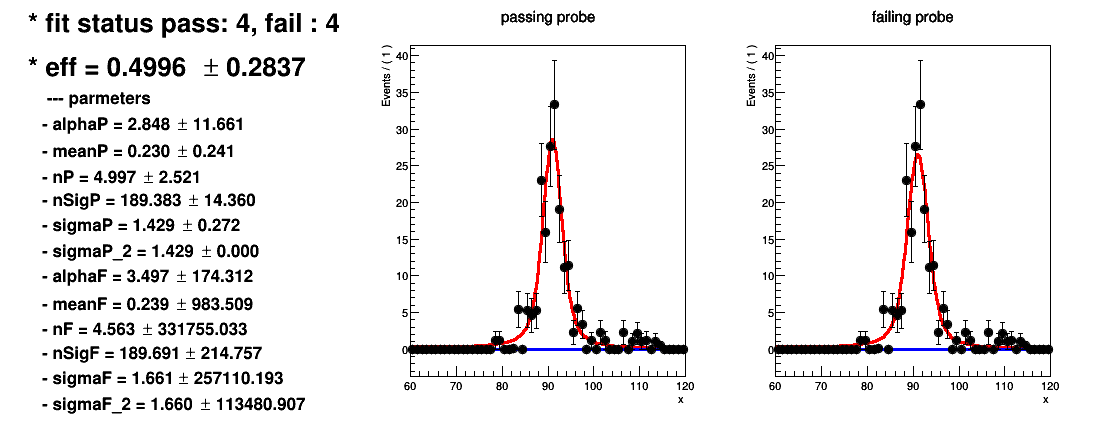 * fit status pass: 4, fail : 4
* eff = 0.4996 ± 0.2837
--- parmeters
- alphaP = 2.848 ± 11.661
- meanP = 0.230 ± 0.241
- nP = 4.997 ± 2.521
- nSigP = 189.383 ± 14.360
- sigmaP = 1.429 ± 0.272
- sigmaP_2 = 1.429 ± 0.000
- alphaF = 3.497 ± 174.312
- meanF = 0.239 ± 983.509
- nF = 4.563 ± 331755.033
- nSigF = 189.691 ± 214.757
- sigmaF = 1.661 ± 257110.193
- sigmaF_2 = 1.660 ± 113480.907
passing probe
Events / ( 1 )
40
35
30
25
20
15
10
5
0
60 70 80 90 100 110 120
x
failing probe
Events / ( 1 )
40
35
30
25
20
15
10
5
0
60 70 80 90 100 110 120
x